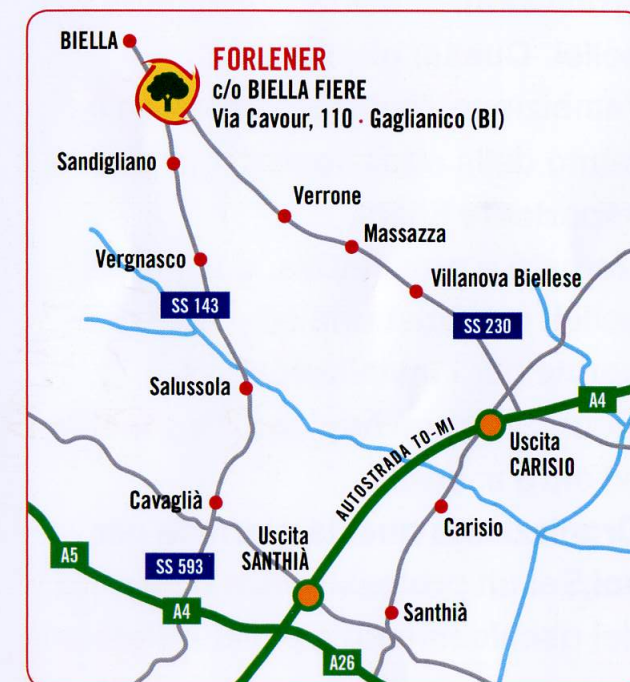 BIELLA
FORLENER
c/o BIELLA FIERE
Via Cavour, 110 · Gaglianico (BI)
Sandigliano
Verrone
Massazza
Vergnasco
Villanova Biellese
SS 143
SS 230
Salussola
A4
AUTOSTRADA TO-MI
Uscita
CARISIO
Cavaglià
Carisio
Uscita
SANTHIÀ
A5
SS 593
A4
Santhià
A26